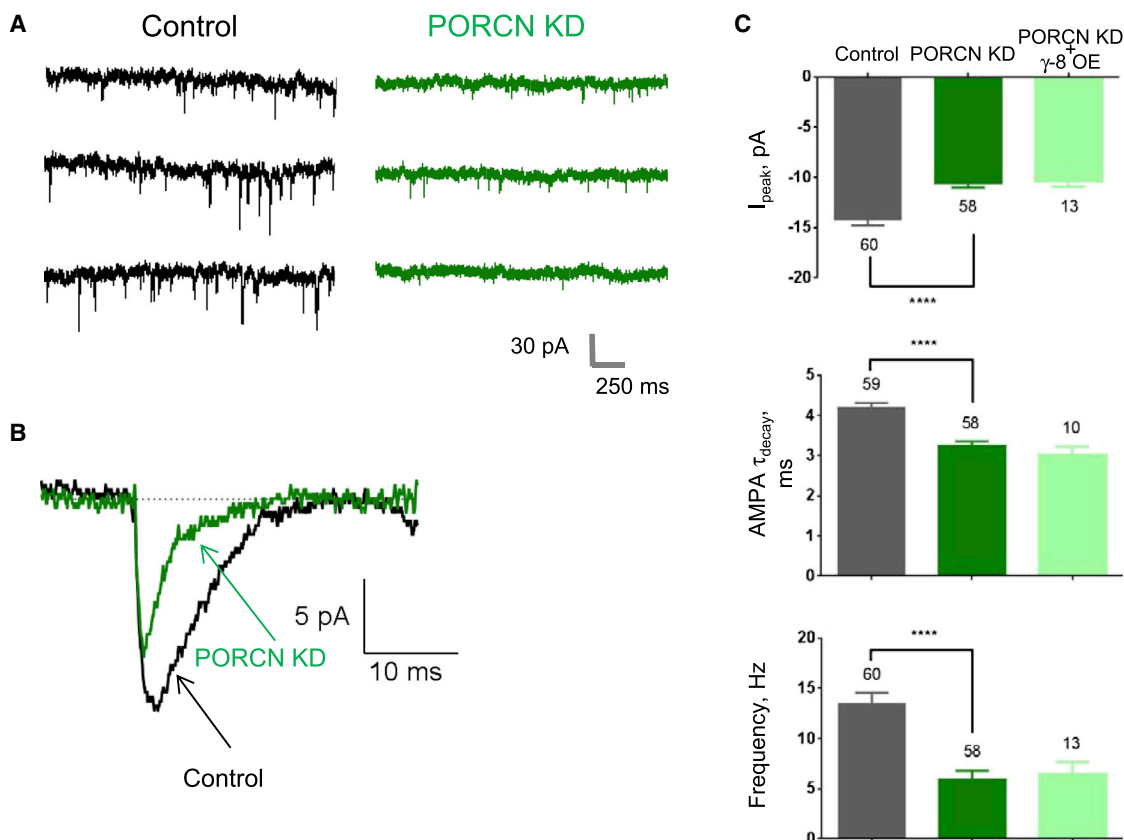 A
Control
PORCN KD
30 pA
250 ms
B
5 pA
10 ms
PORCN KD
Control
C
Control
PORCN KD
PORCN KD
+
γ-8 OE
0
-5
-10
-15
-20
Ipeak, pA
60
58
13
****
****
5
4
3
2
1
0
AMPA τdecay,
ms
59
58
10
****
20
15
10
5
0
Frequency, Hz
60
58
13